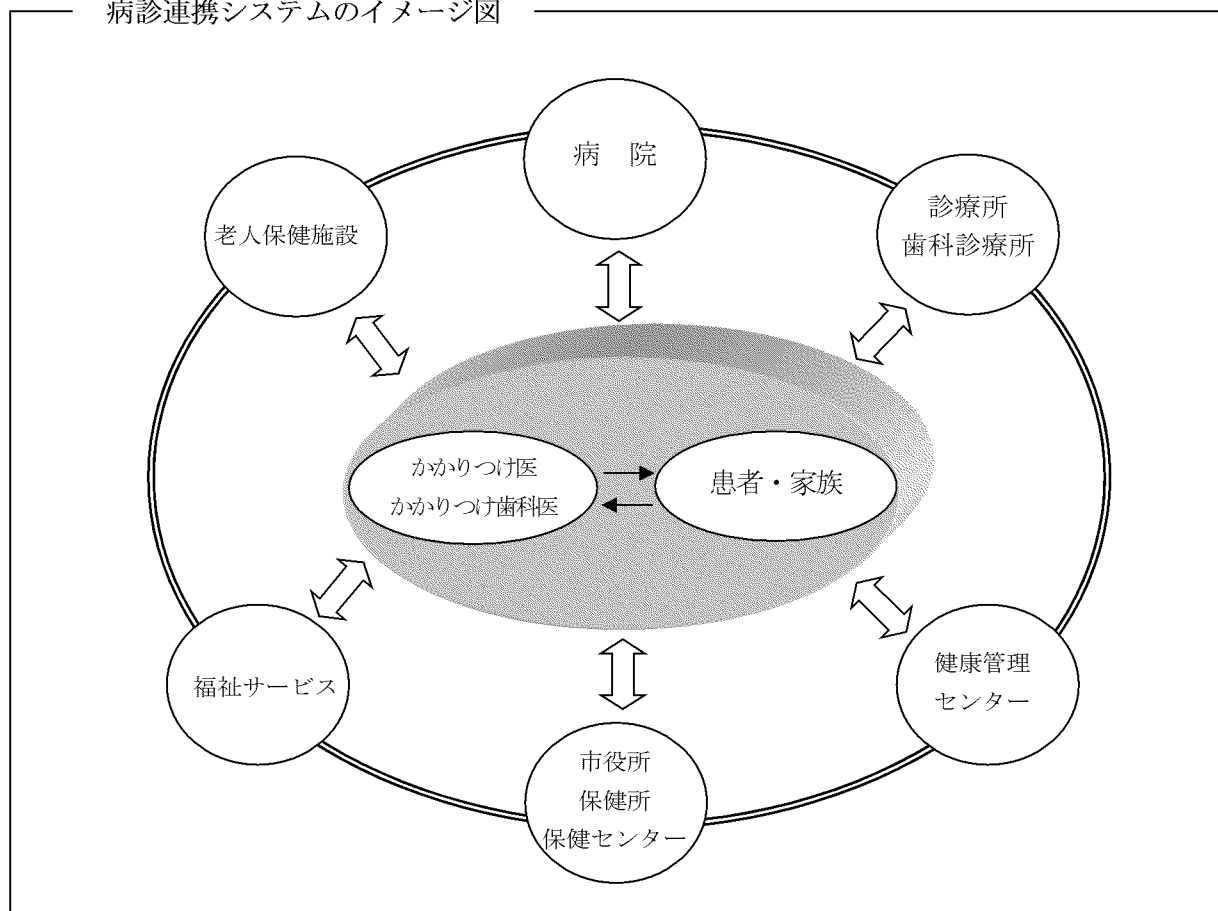 病診連携システムのイメージ図
病 院
診療所
歯科診療所
老人保健施設
かかりつけ医
かかりつけ歯科医
患者・家族
福祉サービス
健康管理
センター
市役所
保健所
保健センター